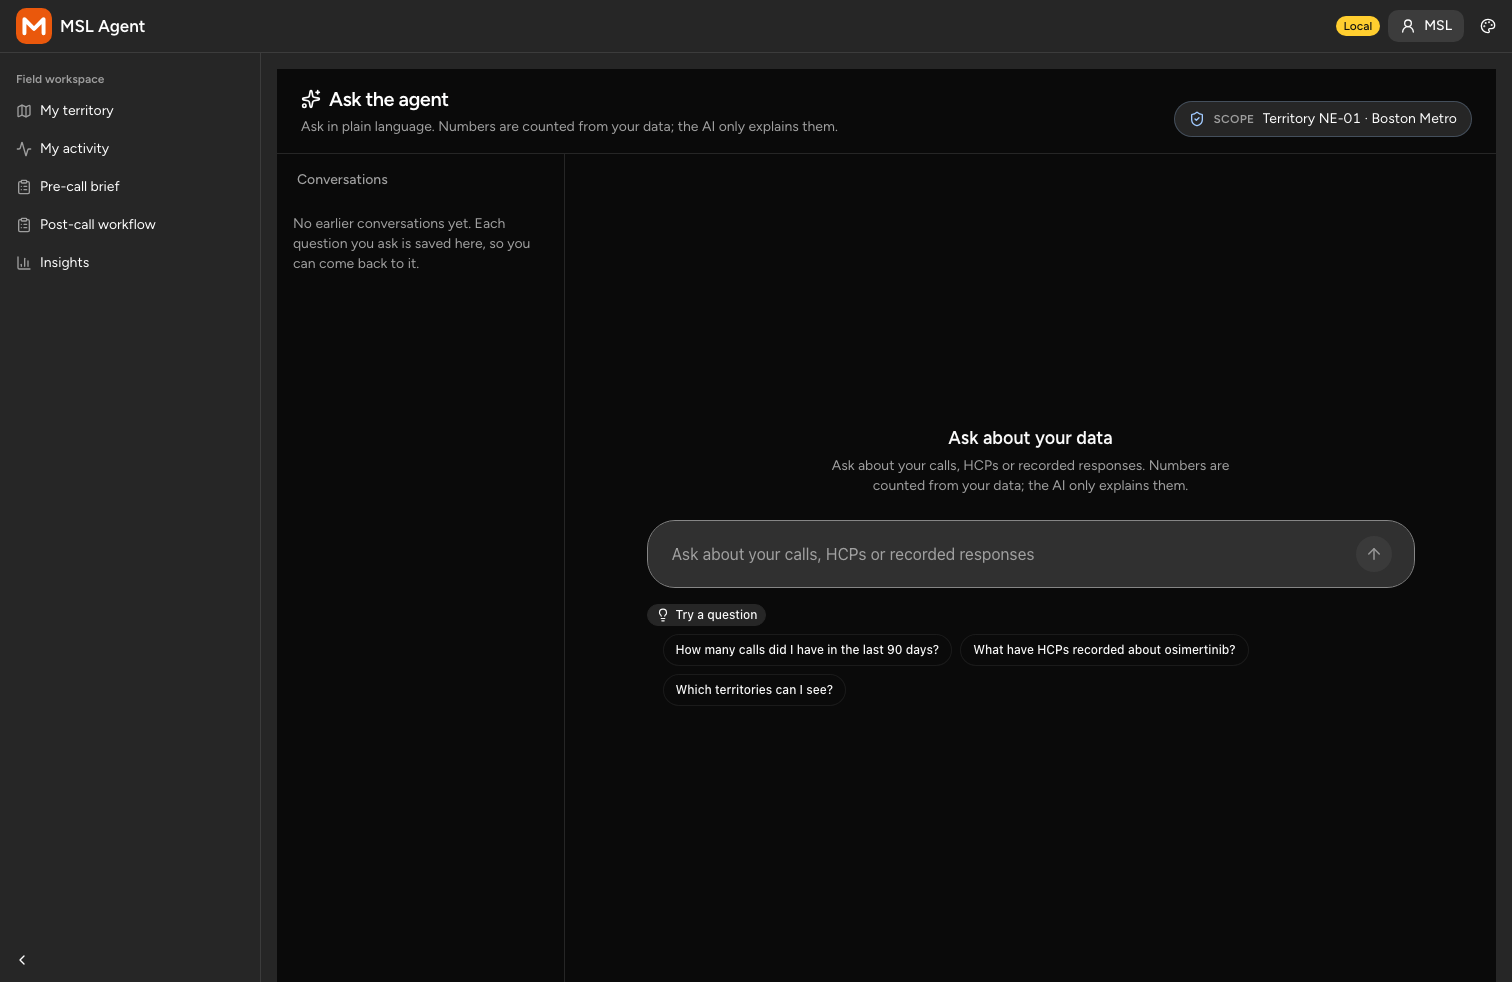 MSL Agent
Local
MSL
Field workspace
My territory
My activity
Pre-call brief
Post-call workflow
Insights
Ask the agent
Ask in plain language. Numbers are counted from your data; the AI only explains them.
SCOPE Territory NE-01 · Boston Metro
Conversations
No earlier conversations yet. Each
question you ask is saved here, so you
can come back to it.
Ask about your data
Ask about your calls, HCPs or recorded responses. Numbers are
counted from your data; the AI only explains them.
Ask about your calls, HCPs or recorded responses
Try a question
How many calls did I have in the last 90 days?
What have HCPs recorded about osimertinib?
Which territories can I see?